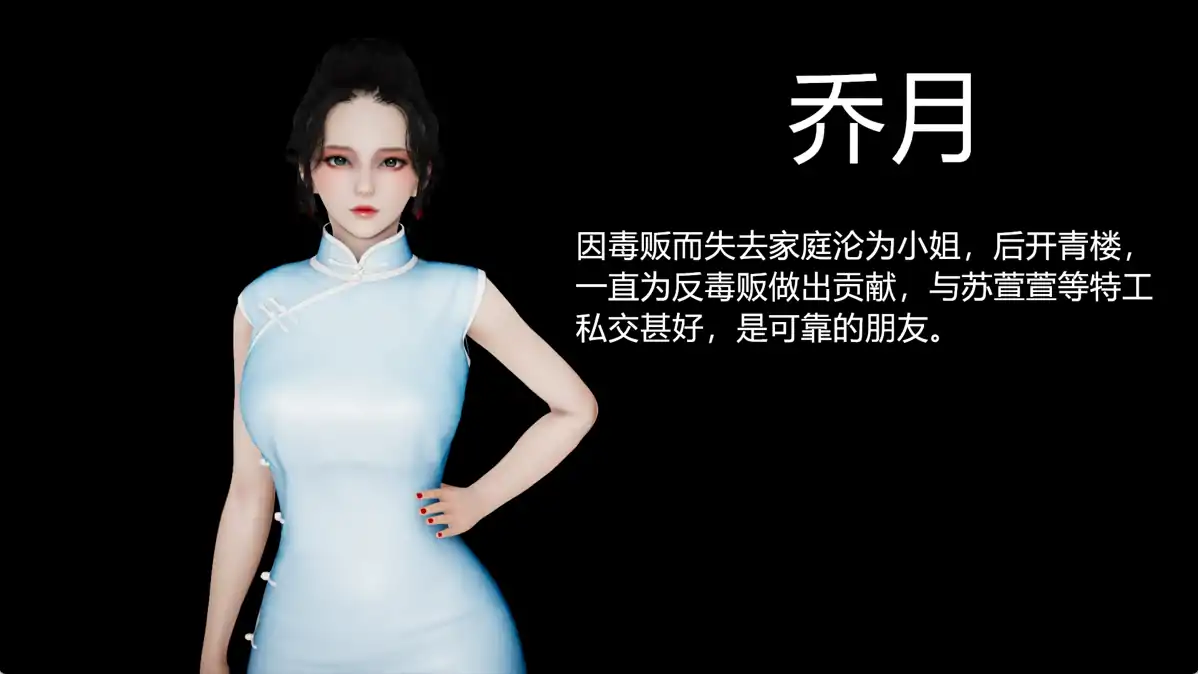 乔月
因毒贩而失去家庭沦为小姐，后开青楼，
一直为反毒贩做出贡献，与苏萱萱等特工
私交甚好，是可靠的朋友。